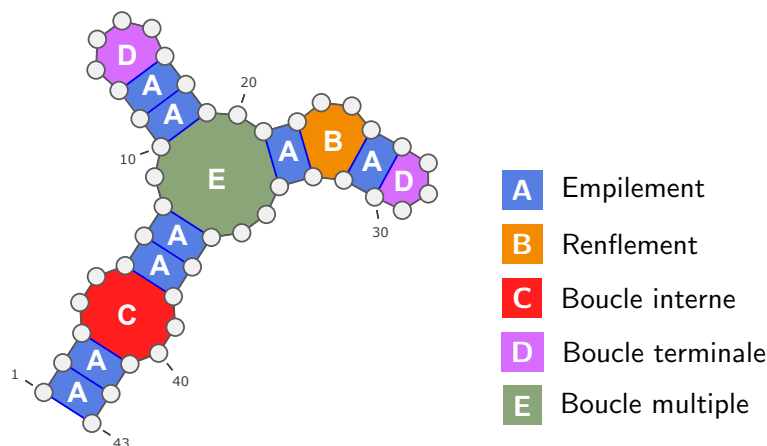 D
A
20
A
B
10
A
A
E
D
30
A
A
C
A
1
40
A
43
A Empilement
B Renflement
C Boucle interne
D Boucle terminale
E Boucle multiple